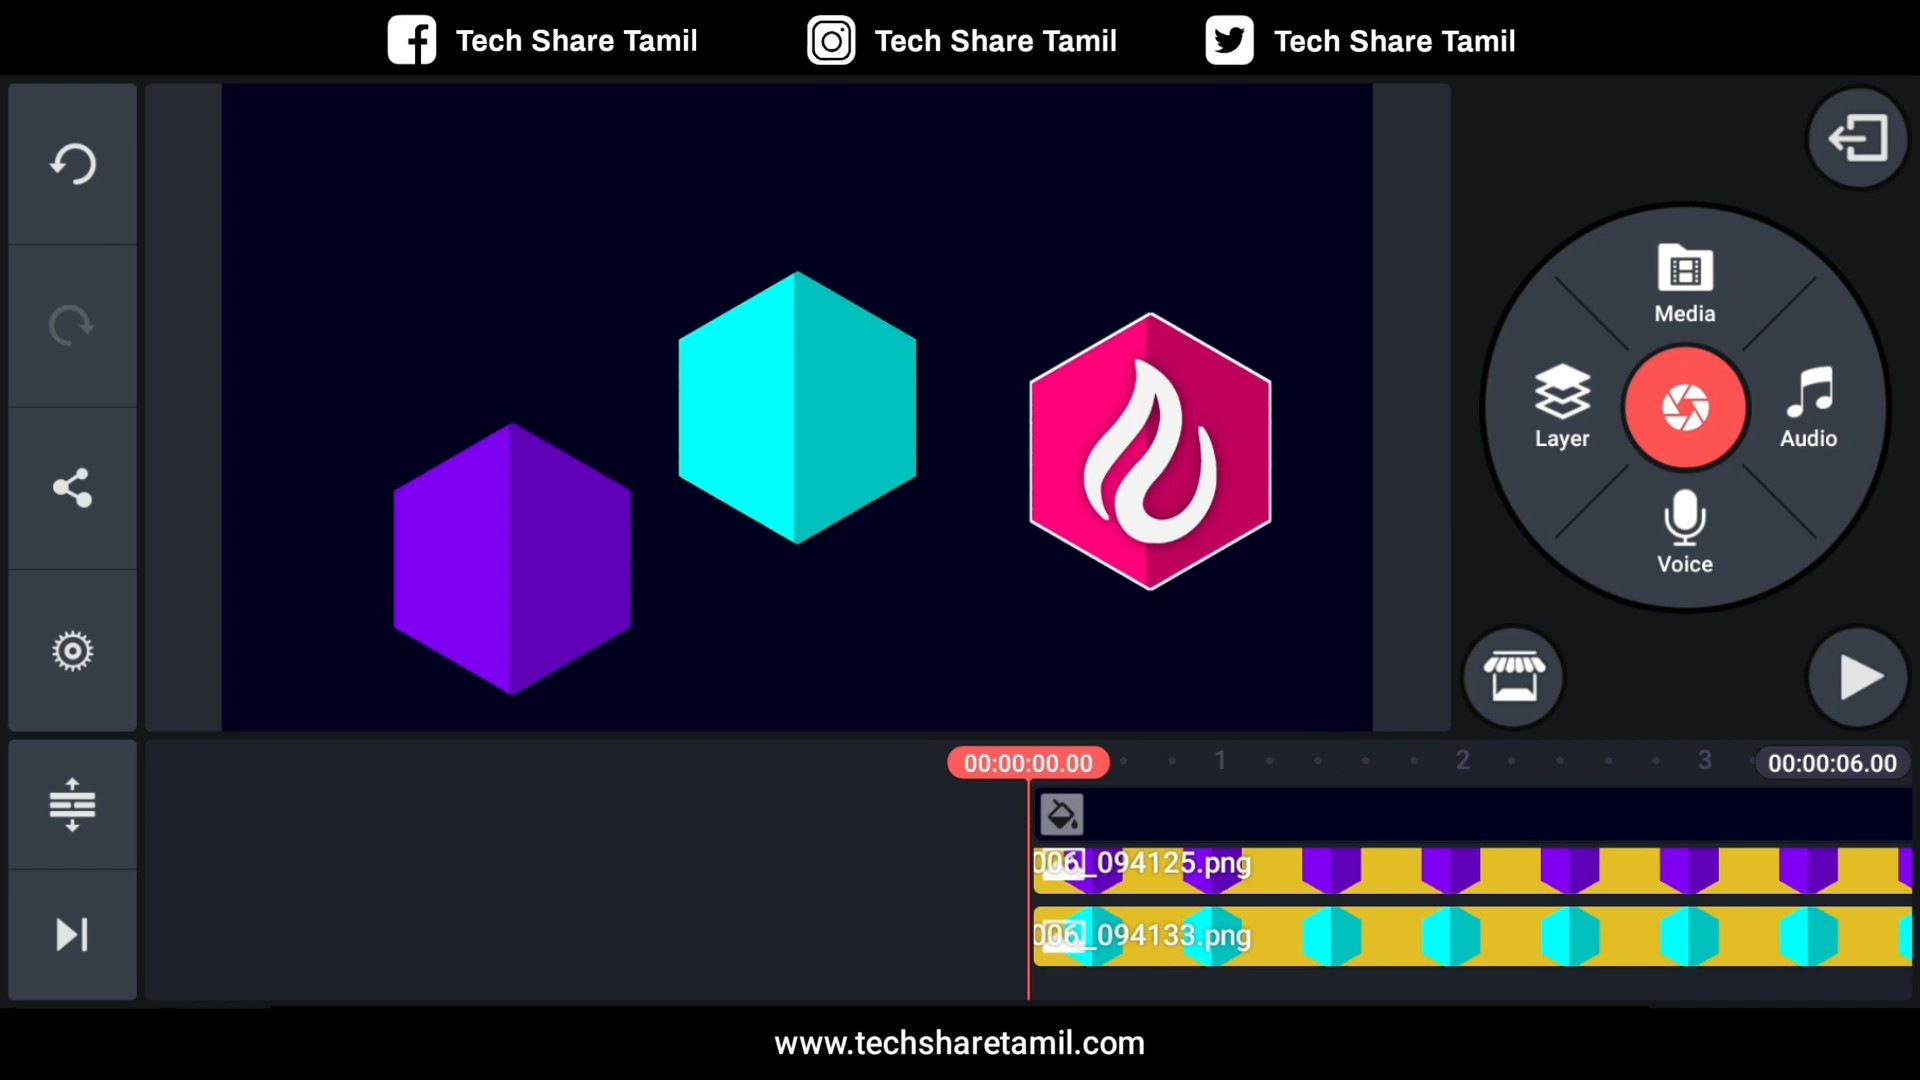 Tech Share Tamil
Tech Share Tamil
Tech Share Tamil
Media
Layer
Audio
Voice
00:00:00.00
1
2
3
00:00:06.00
006_094125.png
006_094133.png
www.techsharetamil.com